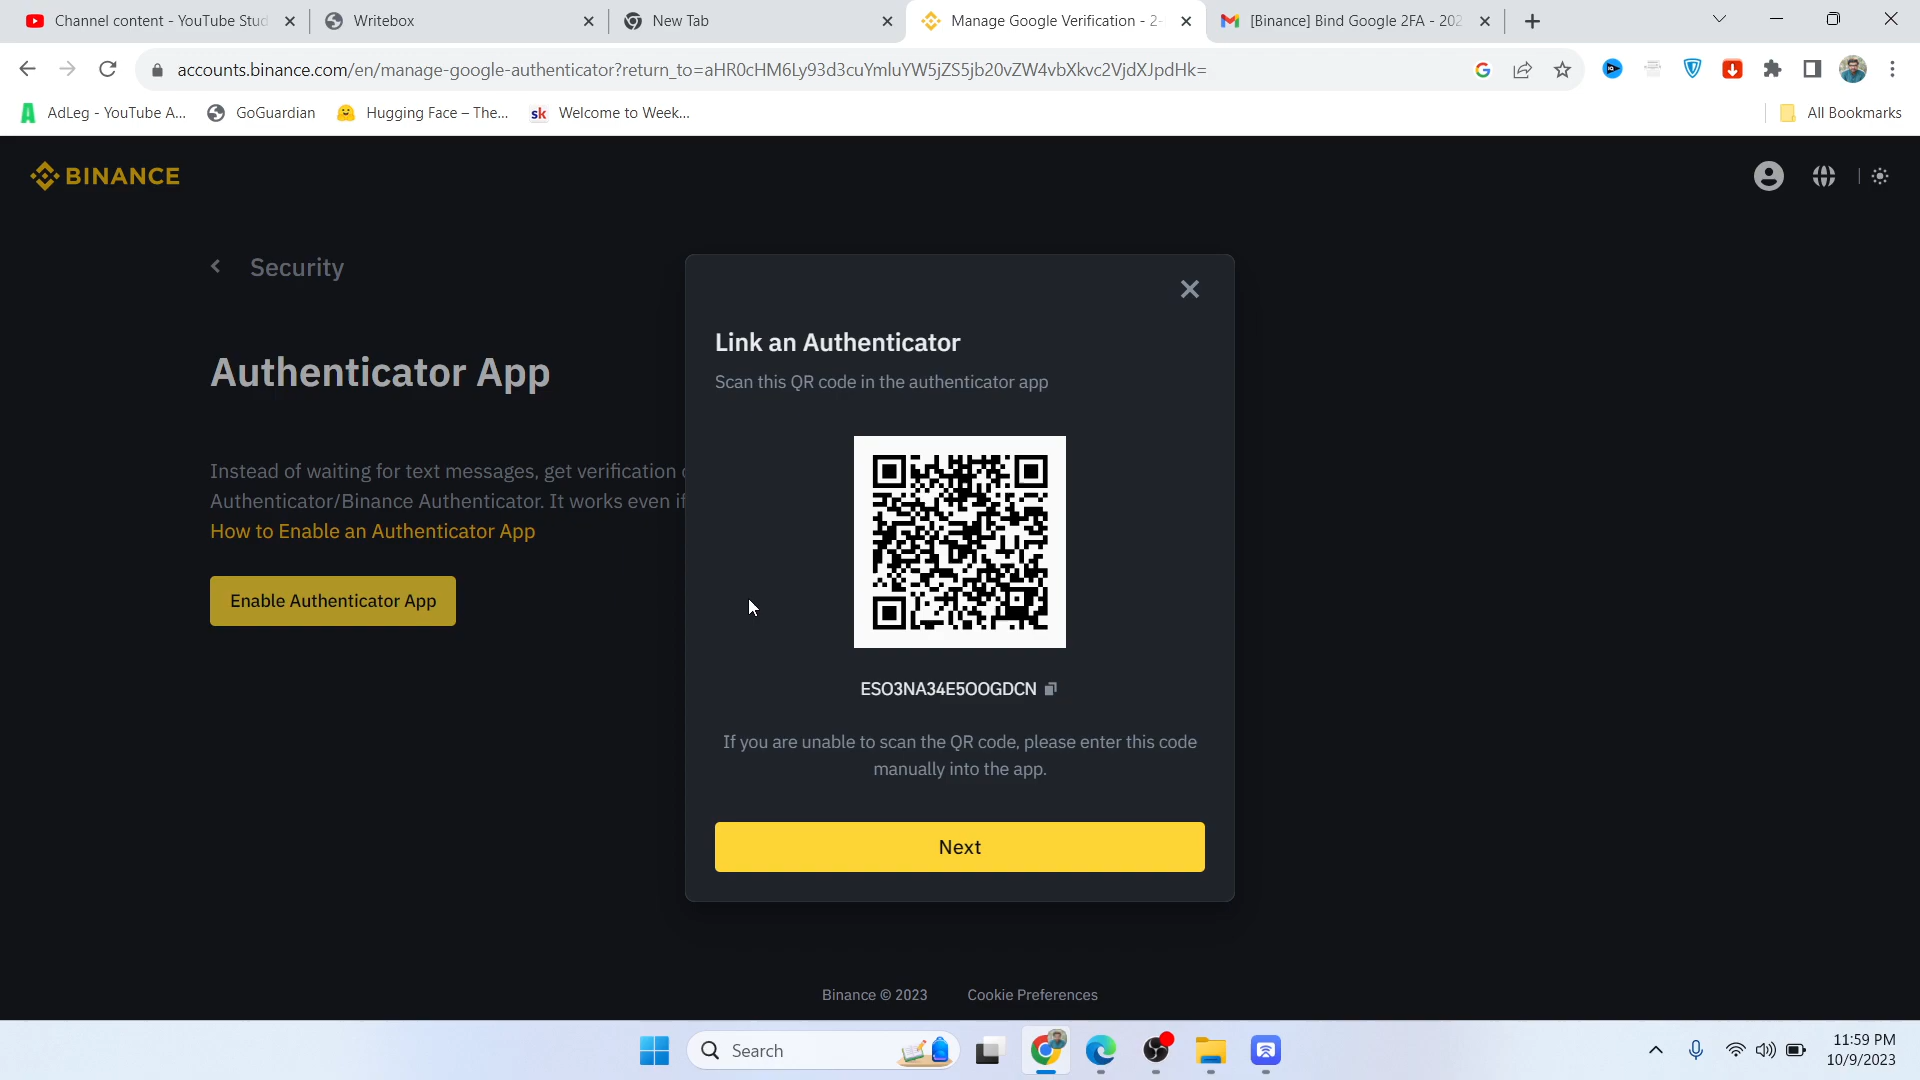 Channel content - YouTube Stud
Writebox
New Tab
Manage Google Verification - 2-
[Binance] Bind Google 2FA - 202
accounts.binance.com/en/manage-google-authenticator?return_to=aHR0cHM6Ly93d3cuYmluYW5jZS5jb20vZW4vbXkvc2VjdXJpdHk=
AdLeg - YouTube A...
GoGuardian
Hugging Face – The...
sk Welcome to Week...
All Bookmarks
BINANCE
Security
Authenticator App
Instead of waiting for text messages, get verification
Authenticator/Binance Authenticator. It works even if
How to Enable an Authenticator App
Enable Authenticator App
Link an Authenticator
Scan this QR code in the authenticator app
ESO3NA34E5OOGDCN
If you are unable to scan the QR code, please enter this code
manually into the app.
Next
Binance © 2023
Cookie Preferences
Search
11:59 PM
10/9/2023